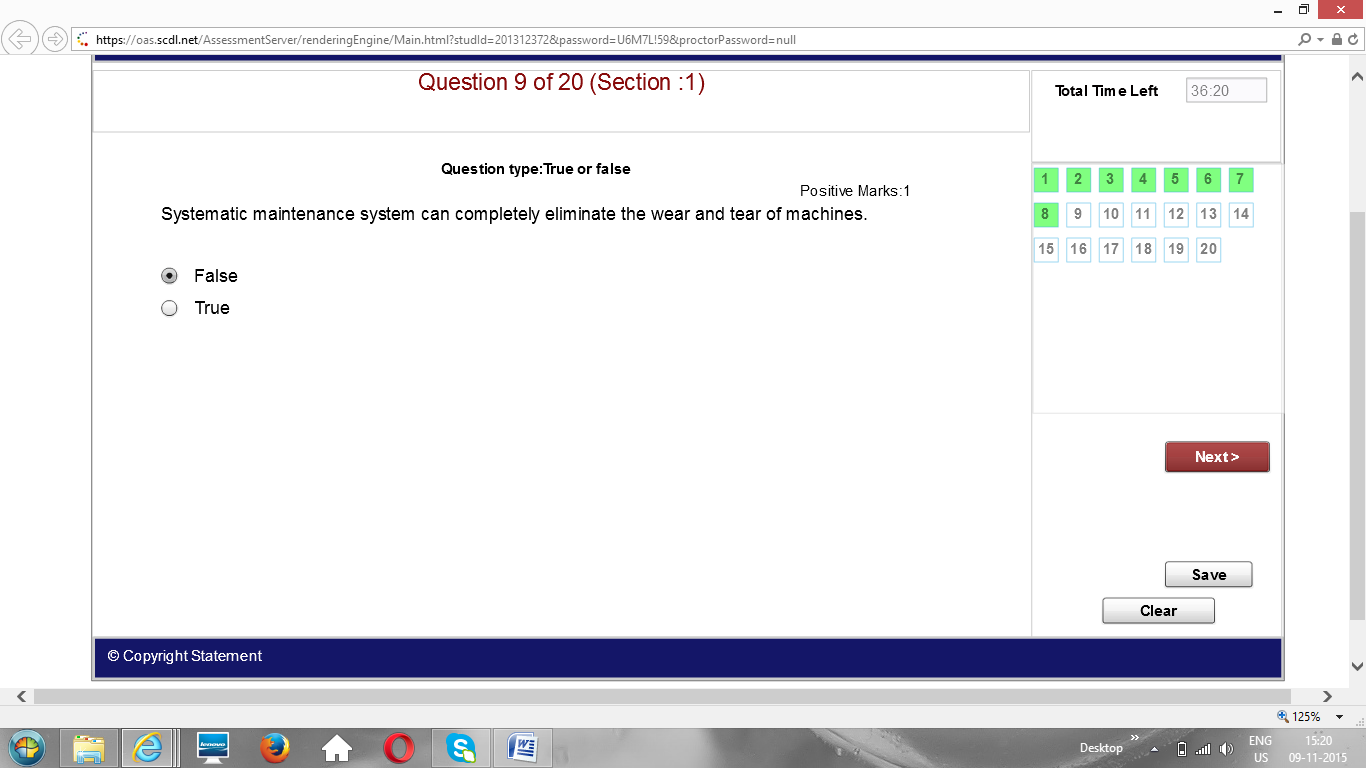 https://oas.scdl.net/AssessmentServer/renderingEngine/Main.html?studId=201312372&password=U6M7L!59&proctorPassword=null
Question 9 of 20 (Section :1)
Total Time Left
36:20
Question type:True or false
Positive Marks:1
Systematic maintenance system can completely eliminate the wear and tear of machines.
False
True
1 2 3 4 5 6 7
8 9 10 11 12 13 14
15 16 17 18 19 20
Next >
Save
Clear
© Copyright Statement
125%
lenovo
Desktop
ENG
US
15:20
09-11-2015